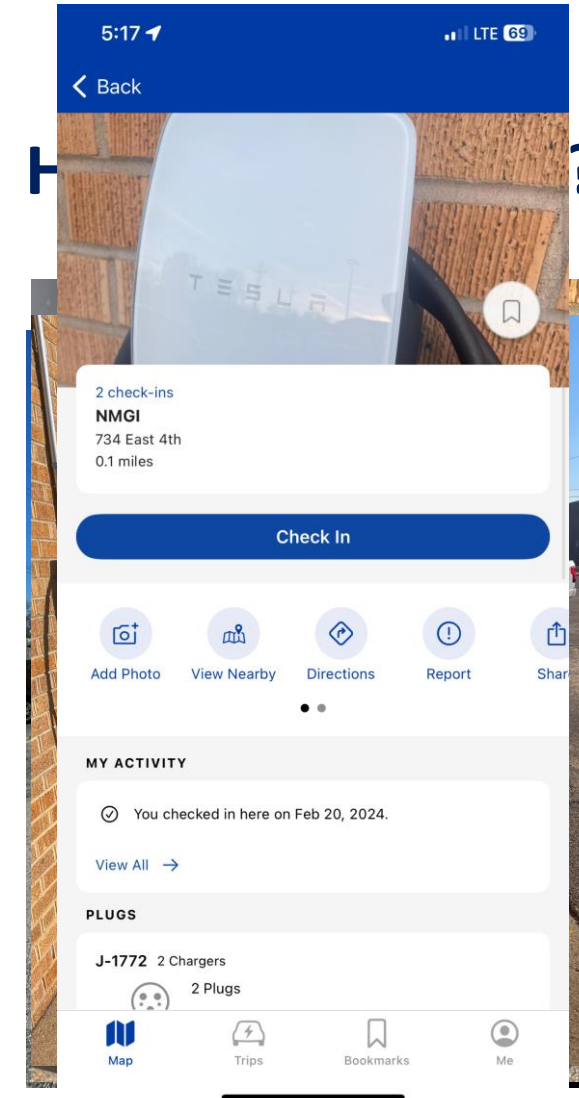 5:17
LTE 69
Back
TESLA
2 check-ins
NMGI
734 East 4th
0.1 miles
Check In
Add Photo
View Nearby
Directions
Report
MY ACTIVITY
You checked in here on Feb 20, 2024.
View All
PLUGS
J-1772 2 Chargers
2 Plugs
Map
Trips
Bookmarks
Me